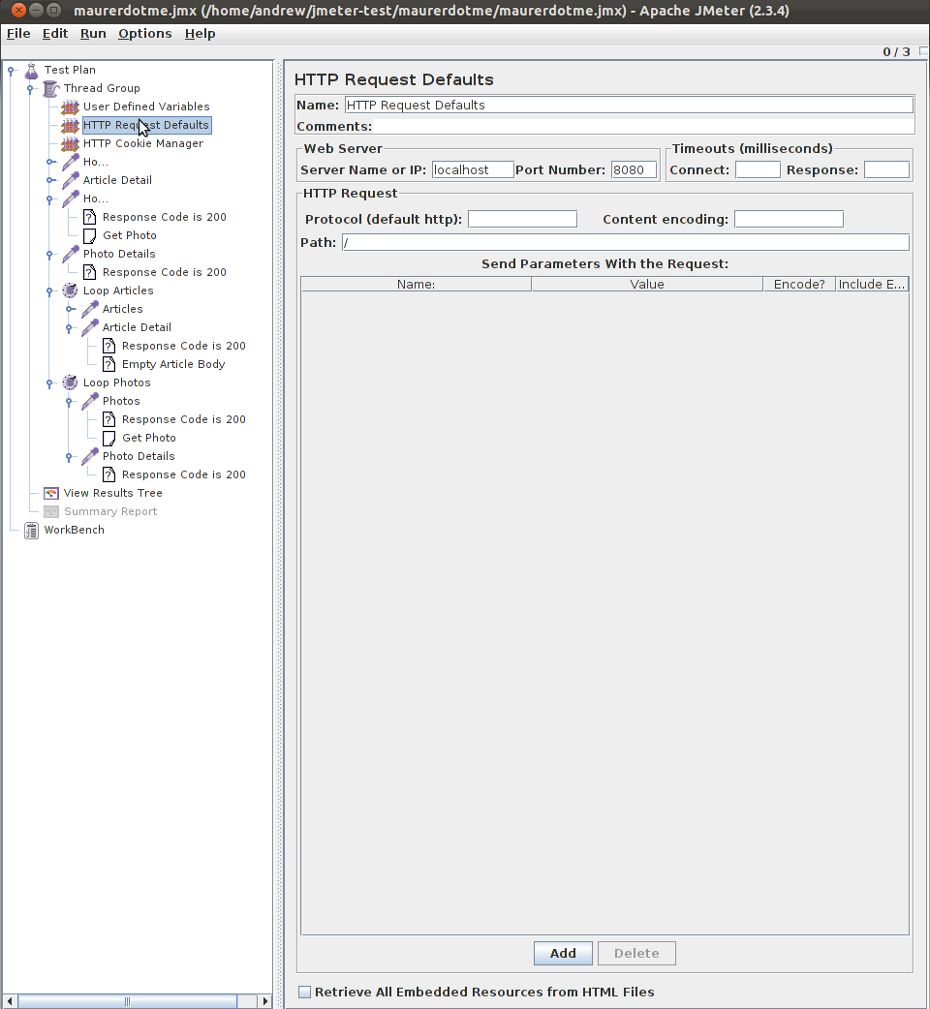 maurerdotme.jmx (/home/andrew/jmeter-test/maurerdotme/maurerdotme.jmx) - Apache JMeter (2.3.4)
File Edit Run Options Help
0 / 3
Test Plan
Thread Group
User Defined Variables
HTTP Request Defaults
HTTP Cookie Manager
Ho...
Article Detail
Ho...
Response Code is 200
Get Photo
Photo Details
Response Code is 200
Loop Articles
Articles
Article Detail
Response Code is 200
Empty Article Body
Loop Photos
Photos
Response Code is 200
Get Photo
Photo Details
Response Code is 200
View Results Tree
Summary Report
WorkBench
HTTP Request Defaults
Name: HTTP Request Defaults
Comments:
Web Server
Server Name or IP: localhost Port Number: 8080
Timeouts (milliseconds)
Connect: Response:
HTTP Request
Protocol (default http): Content encoding:
Path: /
Send Parameters With the Request:
Name: Value Encode? Include E...
Add Delete
Retrieve All Embedded Resources from HTML Files